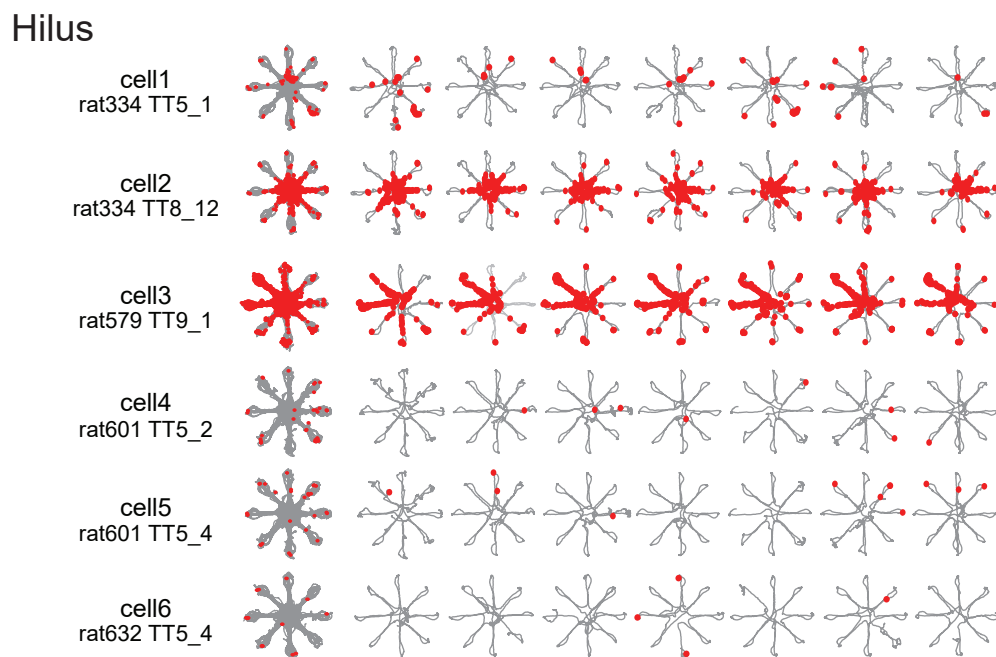 Hilus
cell1
rat334 TT5_1
cell2
rat334 TT8_12
cell3
rat579 TT9_1
cell4
rat601 TT5_2
cell5
rat601 TT5_4
cell6
rat632 TT5_4